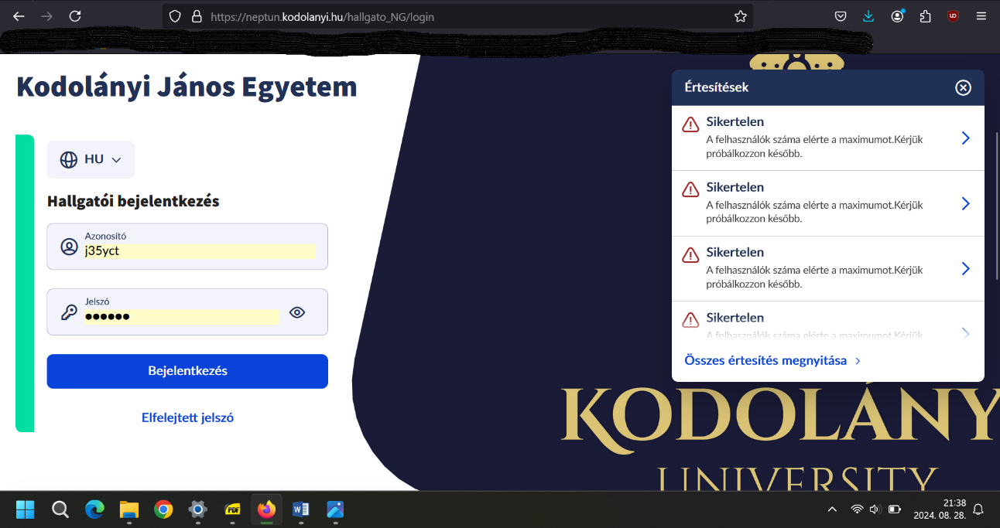 https://neptun.kodolanyi.hu/hallgato_NG/login
Kodolányi János Egyetem
HU
Hallgatói bejelentkezés
Azonosító
j35yct
Jelszó
••••••
Bejelentkezés
Elfelejtett jelszó
Értesítések
Sikertelen
A felhasználók száma elérte a maximumot.Kérjük
próbálkozzon később.
Sikertelen
A felhasználók száma elérte a maximumot.Kérjük
próbálkozzon később.
Sikertelen
A felhasználók száma elérte a maximumot.Kérjük
próbálkozzon később.
Sikertelen
A felhasználók száma elérte a maximumot.Kérjük
Összes értesítés megnyitása
KODOLÁNY
UNIVERSITY
PDF
21:38
2024. 08. 28.